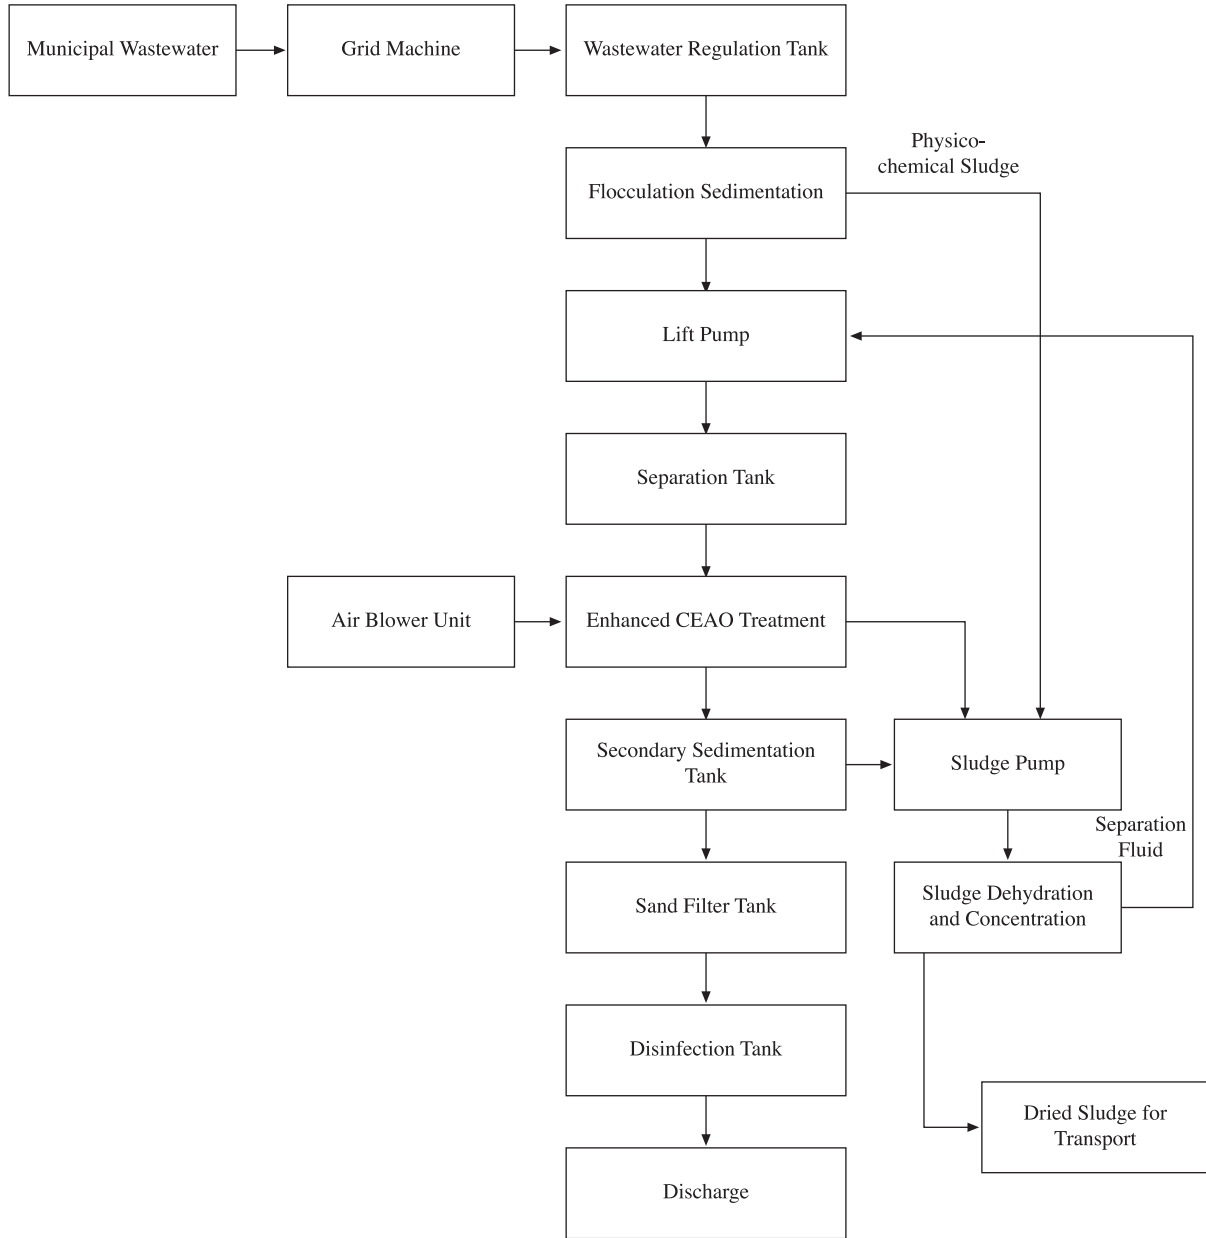 Municipal Wastewater
Grid Machine
Wastewater Regulation Tank
Physico-
chemical Sludge
Flocculation Sedimentation
Lift Pump
Separation Tank
Air Blower Unit
Enhanced CEAO Treatment
Secondary Sedimentation
Tank
Sludge Pump
Separation
Fluid
Sand Filter Tank
Sludge Dehydration
and Concentration
Disinfection Tank
Dried Sludge for
Transport
Discharge